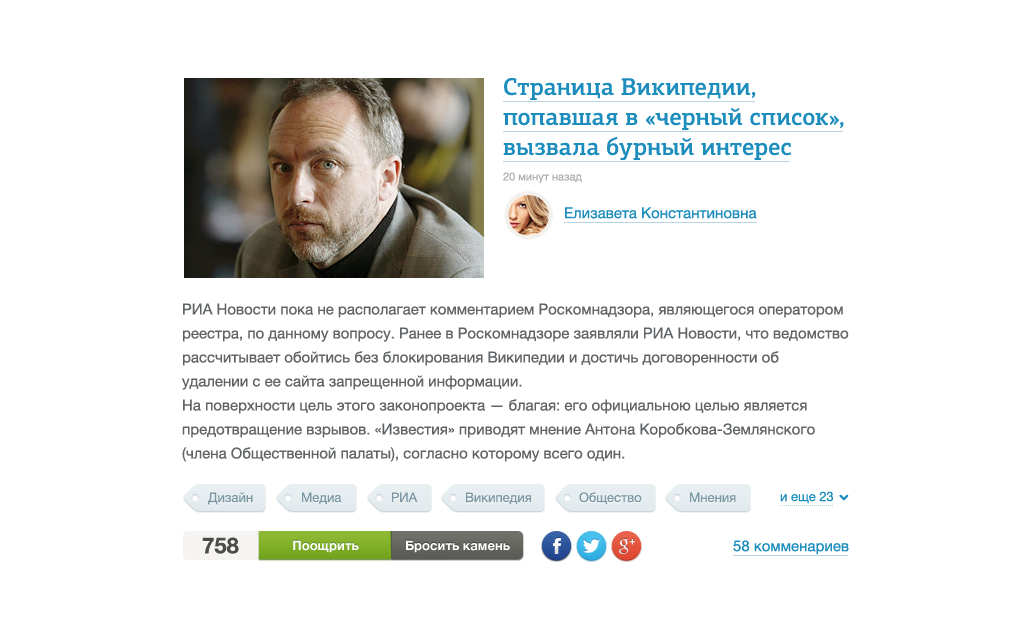 Страница Википедии,
попавшая в «черный список»,
вызвала бурный интерес
20 минут назад
Елизавета Константиновна
РИА Новости пока не располагает комментарием Роскомнадзора, являющегося оператором
реестра, по данному вопросу. Ранее в Роскомнадзоре заявляли РИА Новости, что ведомство
рассчитывает обойтись без блокирования Википедии и достичь договоренности об
удалении с ее сайта запрещенной информации.
На поверхности цель этого законопроекта — благая: его официальною целью является
предотвращение взрывов. «Известия» приводят мнение Антона Коробкова-Землянского
(члена Общественной палаты), согласно которому всего один.
Дизайн Медиа РИА Википедия Общество Мнения и еще 23
758 Поощрить Бросить камень f g+ 58 комменариев